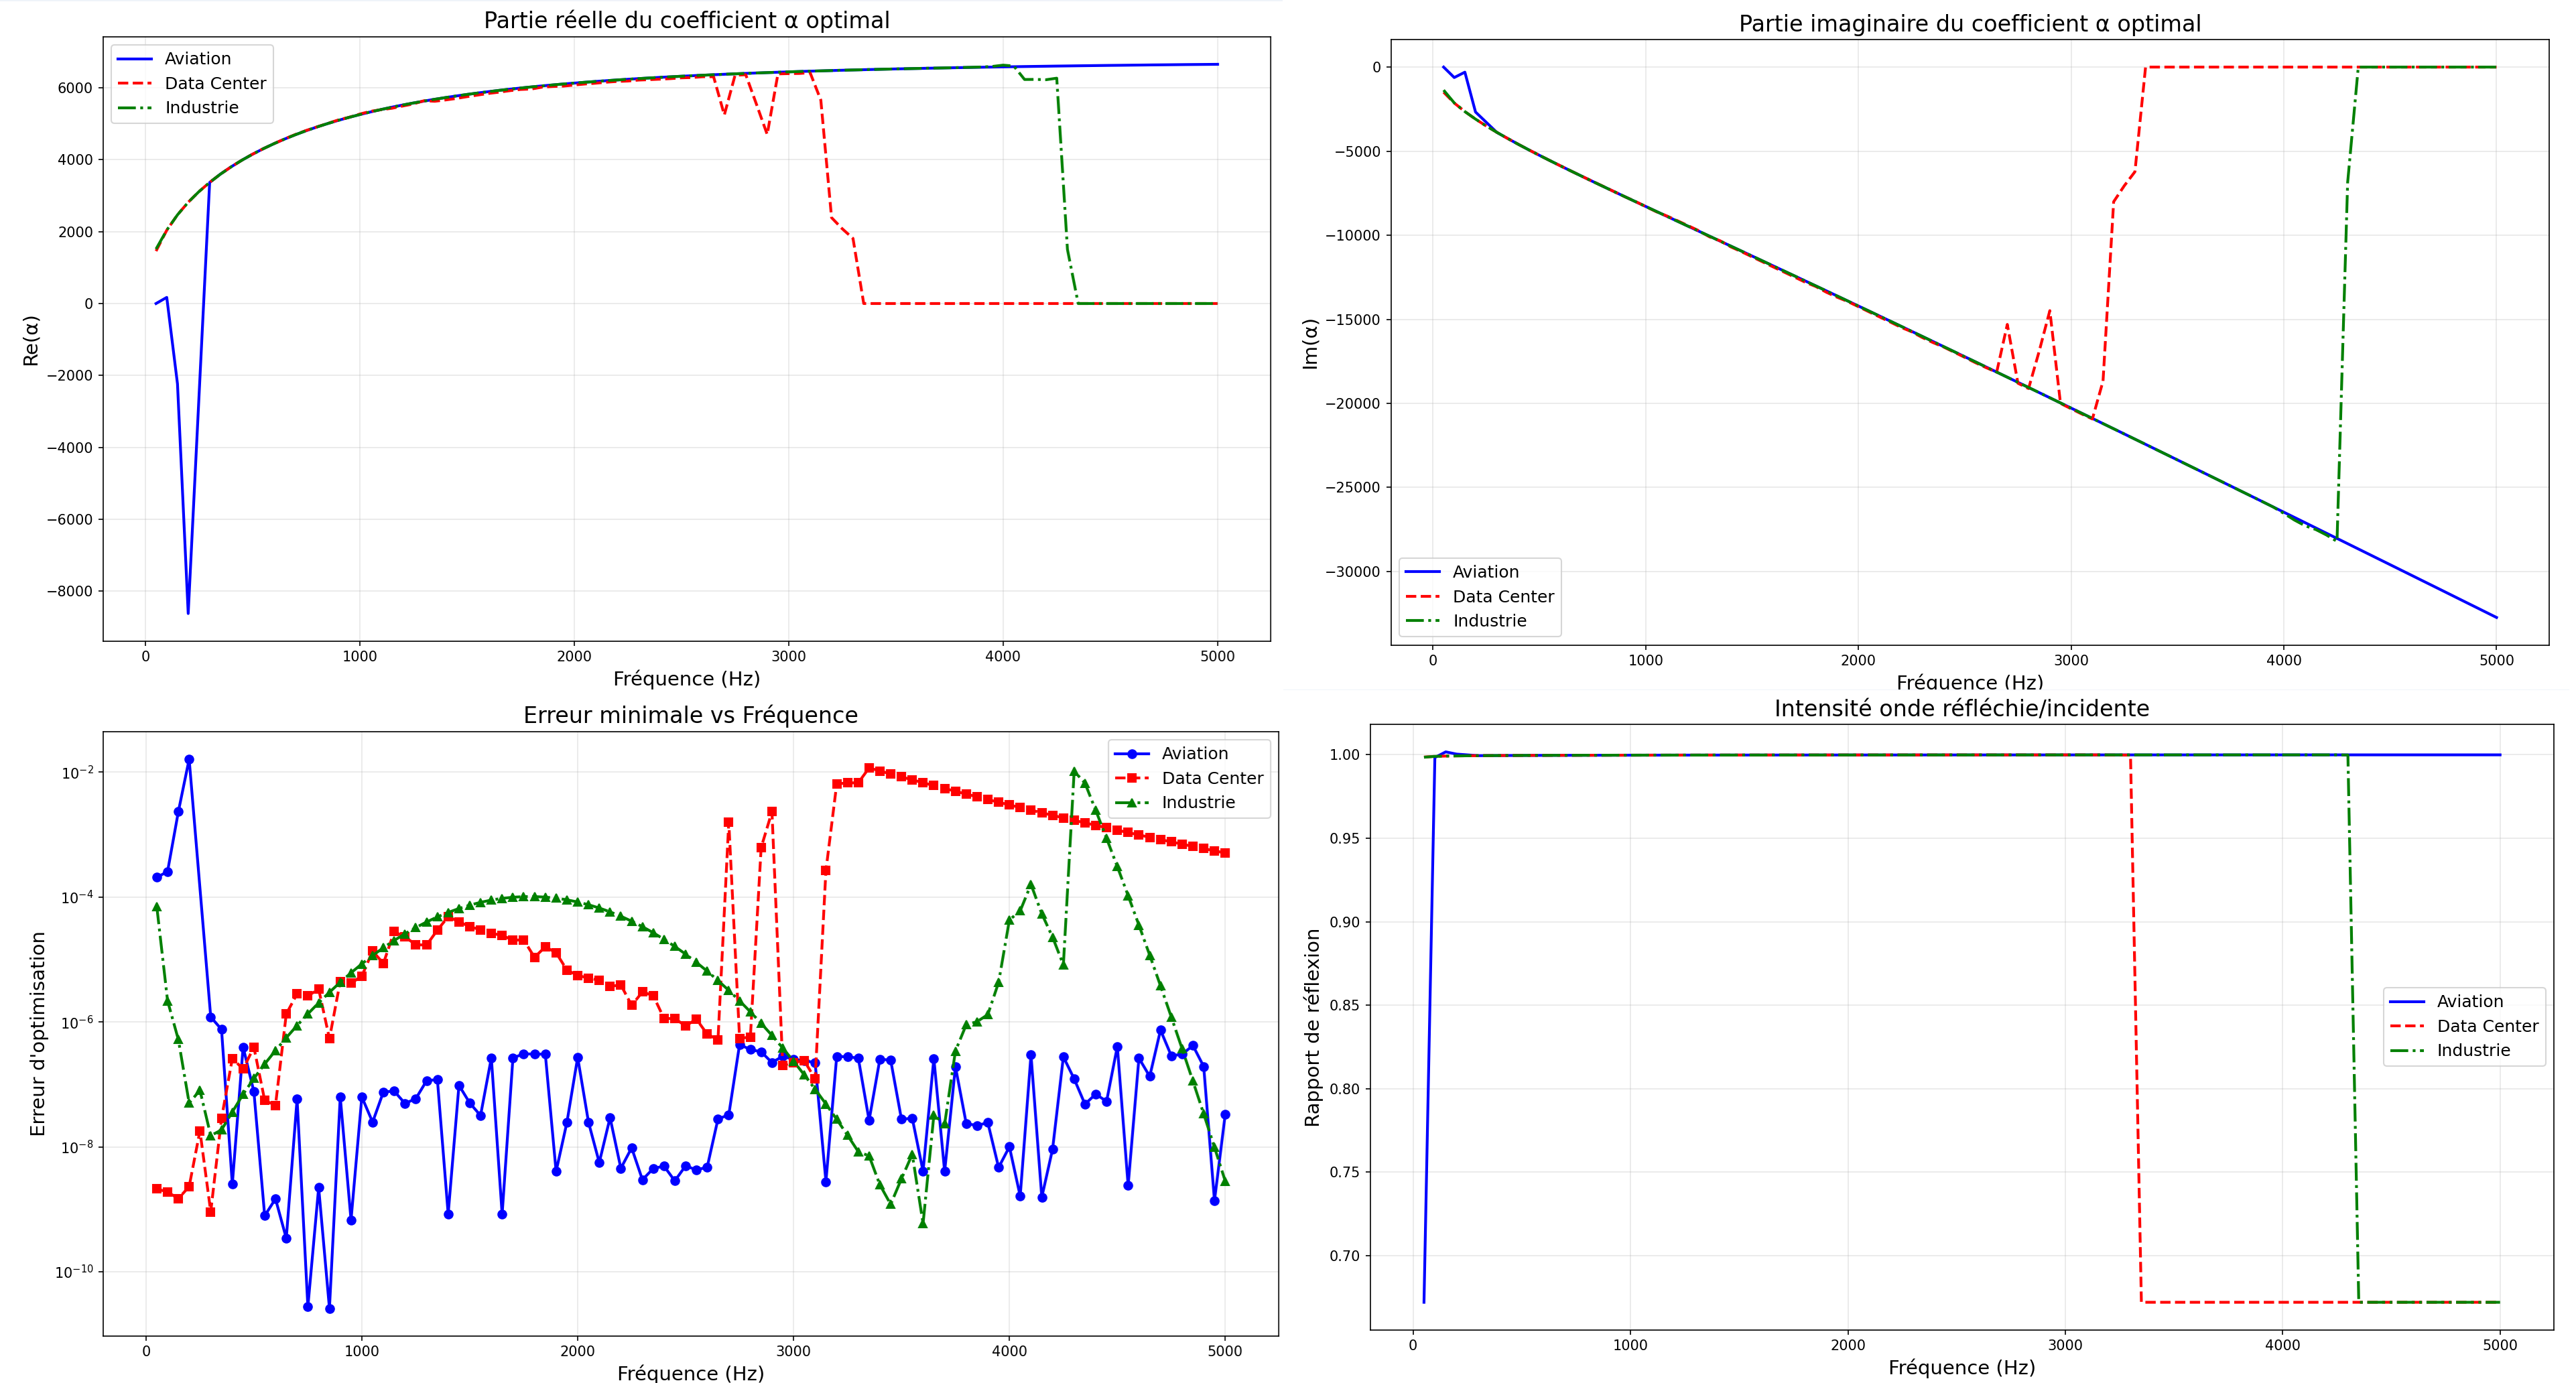 Partie réelle du coefficient α optimal
Aviation
Data Center
Industrie
Re(α)
6000
4000
2000
0
−2000
−4000
−6000
−8000
0 1000 2000 3000 4000 5000
Fréquence (Hz)
Partie imaginaire du coefficient α optimal
Im(α)
0
−5000
−10000
−15000
−20000
−25000
−30000
Aviation
Data Center
Industrie
0 1000 2000 3000 4000 5000
Fréquence (Hz)
Erreur minimale vs Fréquence
Aviation
Data Center
Industrie
Erreur d'optimisation
10⁻²
10⁻⁴
10⁻⁶
10⁻⁸
10⁻¹⁰
0 1000 2000 3000 4000 5000
Fréquence (Hz)
Intensité onde réfléchie/incidente
Rapport de réflexion
1.00
0.95
0.90
0.85
0.80
0.75
0.70
Aviation
Data Center
Industrie
0 1000 2000 3000 4000 5000
Fréquence (Hz)